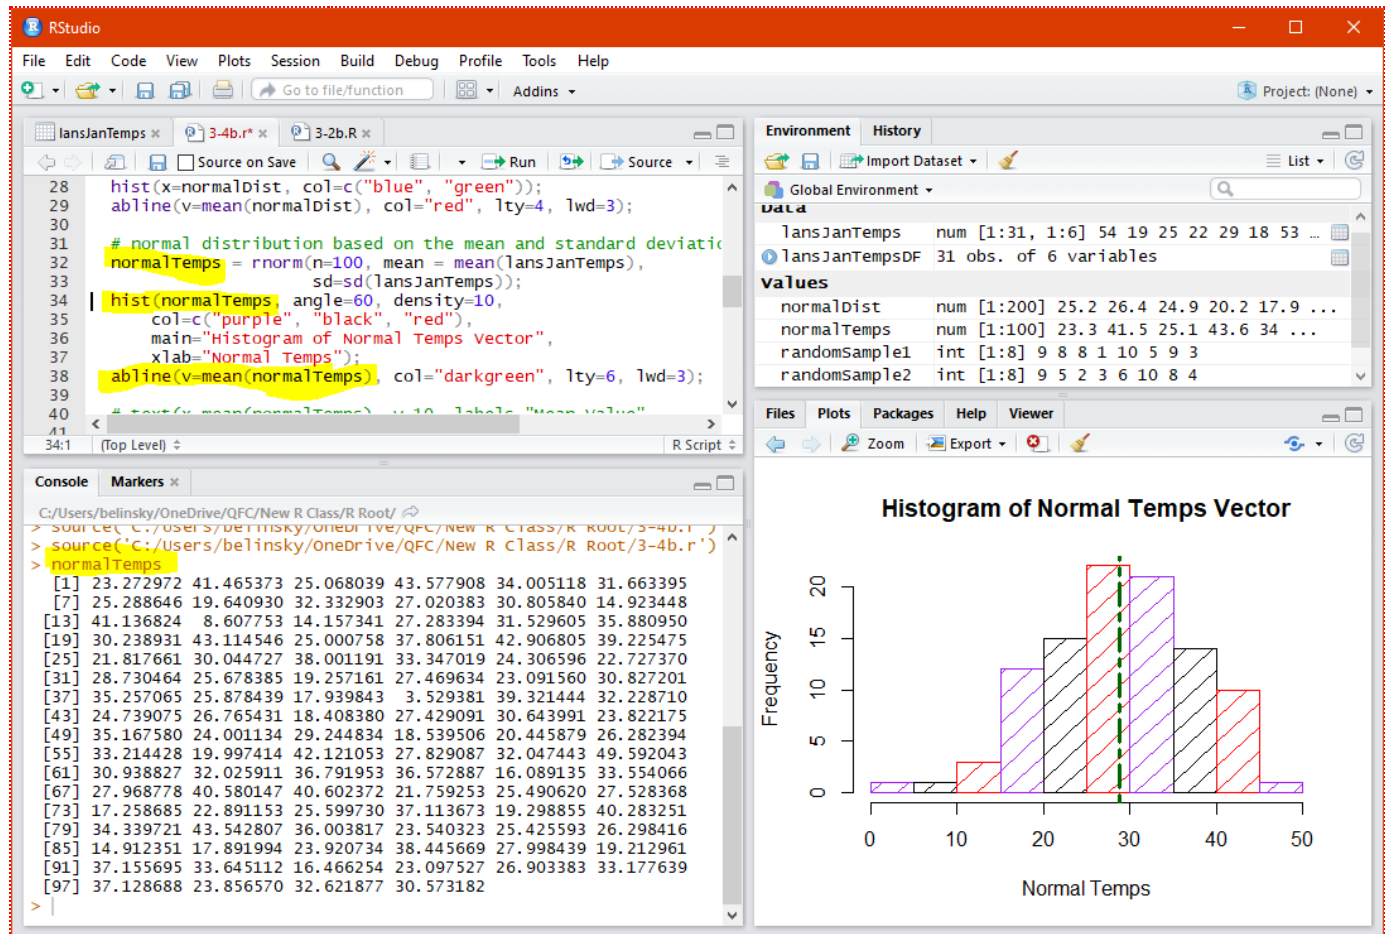 RStudio
File Edit Code View Plots Session Build Debug Profile Tools Help
Go to file/function Addins Project: (None)
lansJanTemps 3-4b.r* 3-2b.R
Source on Save Run Source
28 hist(x=normalDist, col=c("blue", "green"));
29 abline(v=mean(normalDist), col="red", lty=4, lwd=3);
30
31 # normal distribution based on the mean and standard deviatio
32 normalTemps = rnorm(n=100, mean = mean(lansJanTemps),
33 sd=sd(lansJanTemps));
34 hist(normalTemps, angle=60, density=10,
35 col=c("purple", "black", "red"),
36 main="Histogram of Normal Temps Vector",
37 xlab="Normal Temps");
38 abline(v=mean(normalTemps), col="darkgreen", lty=6, lwd=3);
39
40 # text(x=mean(normalTemps), y=10, labels="Mean Value"
41
34:1 (Top Level) R Script
Console Markers
C:/Users/belinsky/OneDrive/QFC/New R Class/R Root/
> source('C:/Users/belinsky/OneDrive/QFC/New R Class/R Root/3-4b.r')
> source('C:/Users/belinsky/OneDrive/QFC/New R Class/R Root/3-4b.r')
> normalTemps
[1] 23.272972 41.465373 25.068039 43.577908 34.005118 31.663395
[7] 25.288646 19.640930 32.332903 27.020383 30.805840 14.923448
[13] 41.136824 8.607753 14.157341 27.283394 31.529605 35.880950
[19] 30.238931 43.114546 25.000758 37.806151 42.906805 39.225475
[25] 21.817661 30.044727 38.001191 33.347019 24.306596 22.727370
[31] 28.730464 25.678385 19.257161 27.469634 23.091560 30.827201
[37] 35.257065 25.878439 17.939843 3.529381 39.321444 32.228710
[43] 24.739075 26.765431 18.408380 27.429091 30.643991 23.822175
[49] 35.167580 24.001134 29.244834 18.539506 20.445879 26.282394
[55] 33.214428 19.997414 42.121053 27.829087 32.047443 49.592043
[61] 30.938827 32.025911 36.791953 36.572887 16.089135 33.554066
[67] 27.968778 40.580147 40.602372 21.759253 25.490620 27.528368
[73] 17.258685 22.891153 25.599730 37.113673 19.298855 40.283251
[79] 34.339721 43.542807 36.003817 23.540323 25.425593 26.298416
[85] 14.912351 17.891994 23.920734 38.445669 27.998439 19.212961
[91] 37.155695 33.645112 16.466254 23.097527 26.903383 33.177639
[97] 37.128688 23.856570 32.621877 30.573182
>
Environment History
Import Dataset List
Global Environment
Data
lansJanTemps num [1:31, 1:6] 54 19 25 22 29 18 53 …
lansJanTempsDF 31 obs. of 6 variables
Values
normalDist num [1:200] 25.2 26.4 24.9 20.2 17.9 ...
normalTemps num [1:100] 23.3 41.5 25.1 43.6 34 ...
randomSample1 int [1:8] 9 8 8 1 10 5 9 3
randomSample2 int [1:8] 9 5 2 3 6 10 8 4
Files Plots Packages Help Viewer
Zoom Export
Histogram of Normal Temps Vector
Frequency
20
15
10
5
0
0 10 20 30 40 50
Normal Temps